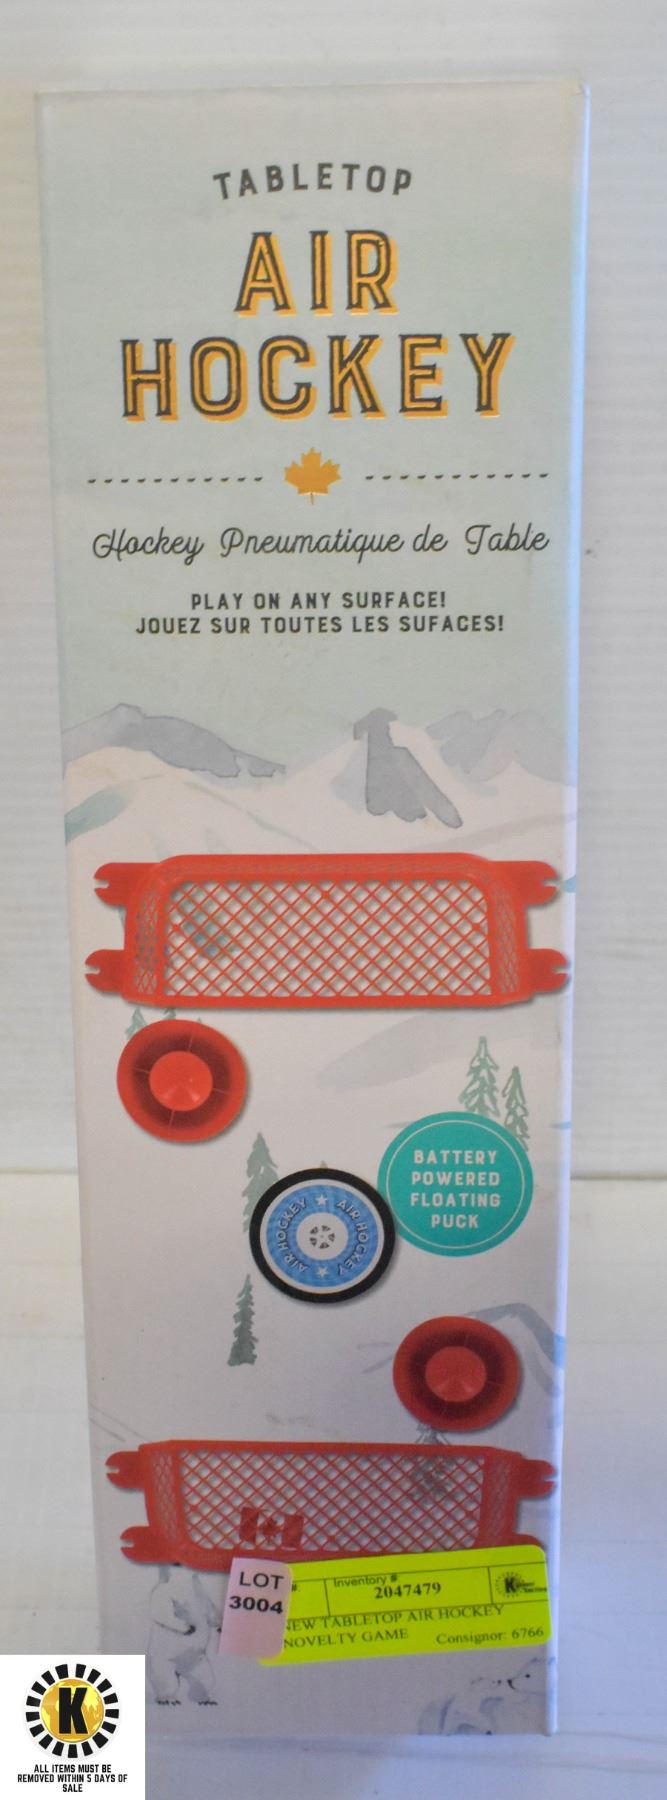 TABLETOP
AIR
HOCKEY
Hockey Pneumatique de Table
PLAY ON ANY SURFACE!
JOUEZ SUR TOUTES LES SUFACES!
BATTERY
POWERED
FLOATING
PUCK
AIR HOCKEY ★ AIR HOCKEY ★
LOT
3004
#:
Inventory #
2047479
NEW TABLETOP AIR HOCKEY
NOVELTY GAME
Consignor: 6766
K
ALL ITEMS MUST BE
REMOVED WITHIN 5 DAYS OF
SALE